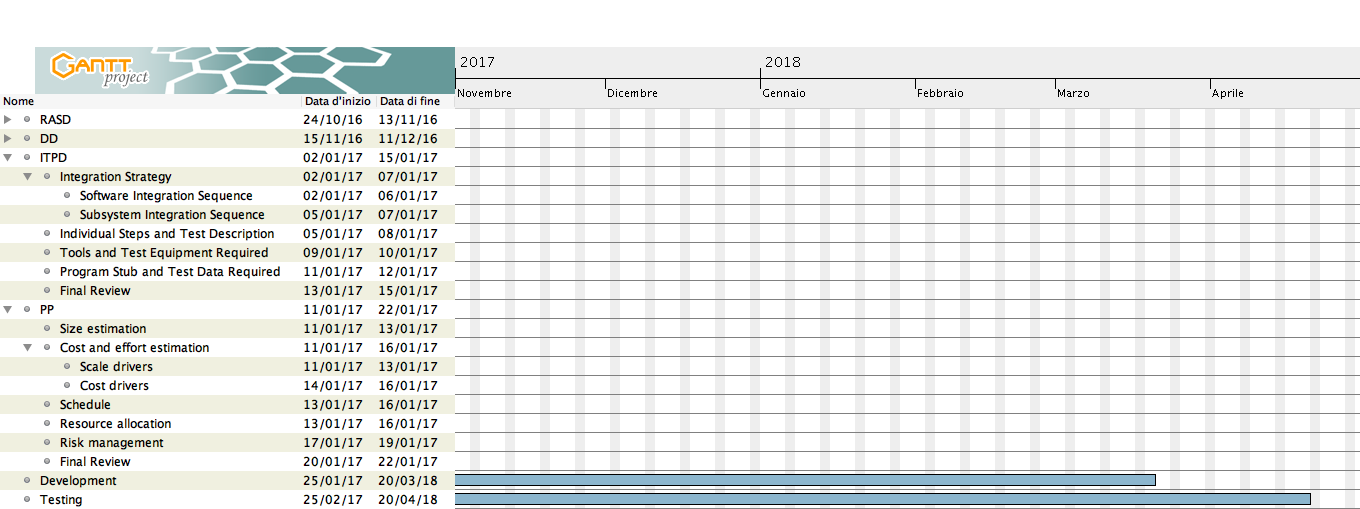 GANTT
project
2017 2018
Novembre Dicembre Gennaio Febbraio Marzo Aprile
Nome Data d'inizio Data di fine
RASD 24/10/16 13/11/16
DD 15/11/16 11/12/16
ITPD 02/01/17 15/01/17
Integration Strategy 02/01/17 07/01/17
Software Integration Sequence 02/01/17 06/01/17
Subsystem Integration Sequence 05/01/17 07/01/17
Individual Steps and Test Description 05/01/17 08/01/17
Tools and Test Equipment Required 09/01/17 10/01/17
Program Stub and Test Data Required 11/01/17 12/01/17
Final Review 13/01/17 15/01/17
PP 11/01/17 22/01/17
Size estimation 11/01/17 13/01/17
Cost and effort estimation 11/01/17 16/01/17
Scale drivers 11/01/17 13/01/17
Cost drivers 14/01/17 16/01/17
Schedule 13/01/17 16/01/17
Resource allocation 13/01/17 16/01/17
Risk management 17/01/17 19/01/17
Final Review 20/01/17 22/01/17
Development 25/01/17 20/03/18
Testing 25/02/17 20/04/18